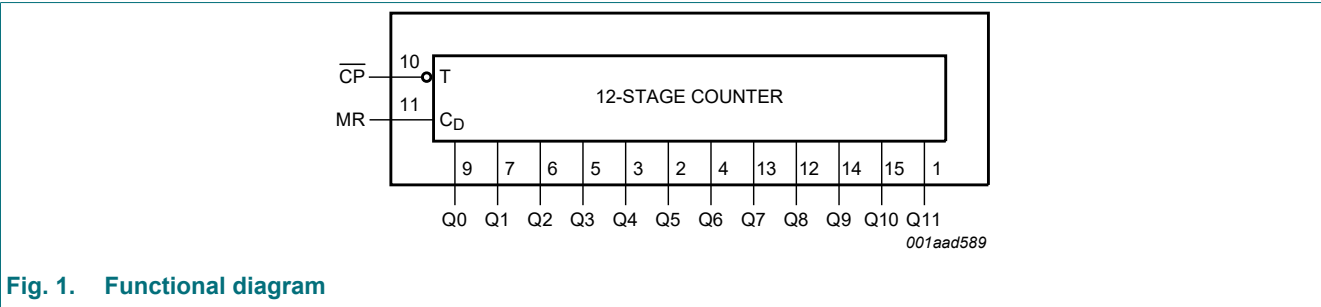 10
CP
T
12-STAGE COUNTER
11
MR
CD
9 7 6 5 3 2 4 13 12 14 15 1
Q0 Q1 Q2 Q3 Q4 Q5 Q6 Q7 Q8 Q9 Q10 Q11
001aad589
Fig. 1. Functional diagram